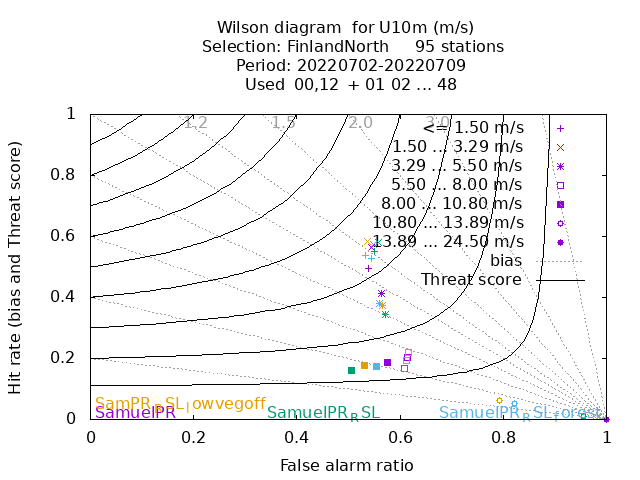 Wilson diagram for U10m (m/s)
Selection: FinlandNorth 95 stations
Period: 20220702-20220709
Used 00,12 + 01 02 ... 48
Hit rate (bias and Threat score)
1
0.8
0.6
0.4
0.2
0
1.2 1.5 2.0 3.0
<= 1.50 m/s
1.50 ... 3.29 m/s
3.29 ... 5.50 m/s
5.50 ... 8.00 m/s
8.00 ... 10.80 m/s
10.80 ... 13.89 m/s
13.89 ... 24.50 m/s
bias
Threat score
SamPR_RSL_lowvegoff
SamuelPR SamuelPR_RSL SamuelPR_RSL_forest
0 0.2 0.4 0.6 0.8 1
False alarm ratio